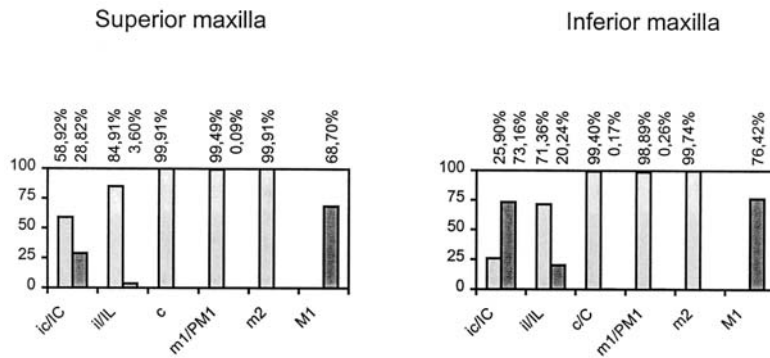 Superior maxilla
58,92%
28,82%
84,91%
3,60%
99,91%
99,49%
0,09%
99,91%
68,70%
100
75
50
25
0
ic/IC
il/IL
c
m1/PM1
m2
M1
Inferior maxilla
25,90%
73,16%
71,36%
20,24%
99,40%
0,17%
98,89%
0,26%
99,74%
76,42%
100
75
50
25
0
ic/IC
il/IL
c/C
m1/PM1
m2
M1